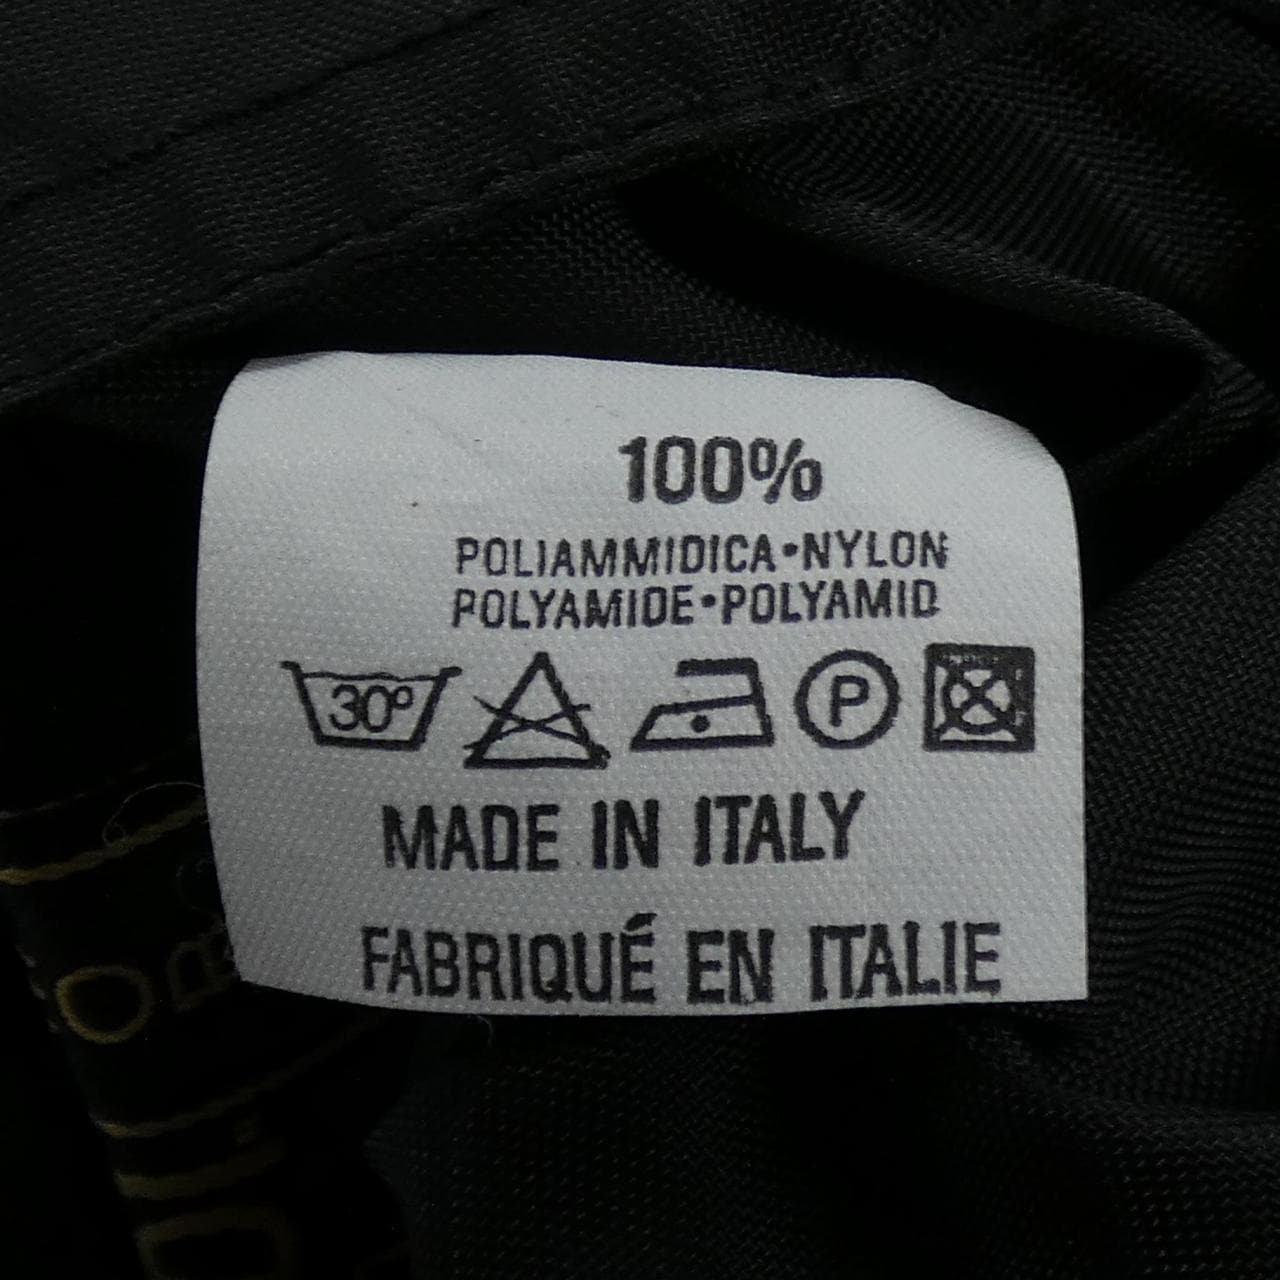 100%
POLIAMMIDICA•NYLON
POLYAMIDE•POLYAMID
30° P
MADE IN ITALY
FABRIQUÉ EN ITALIE